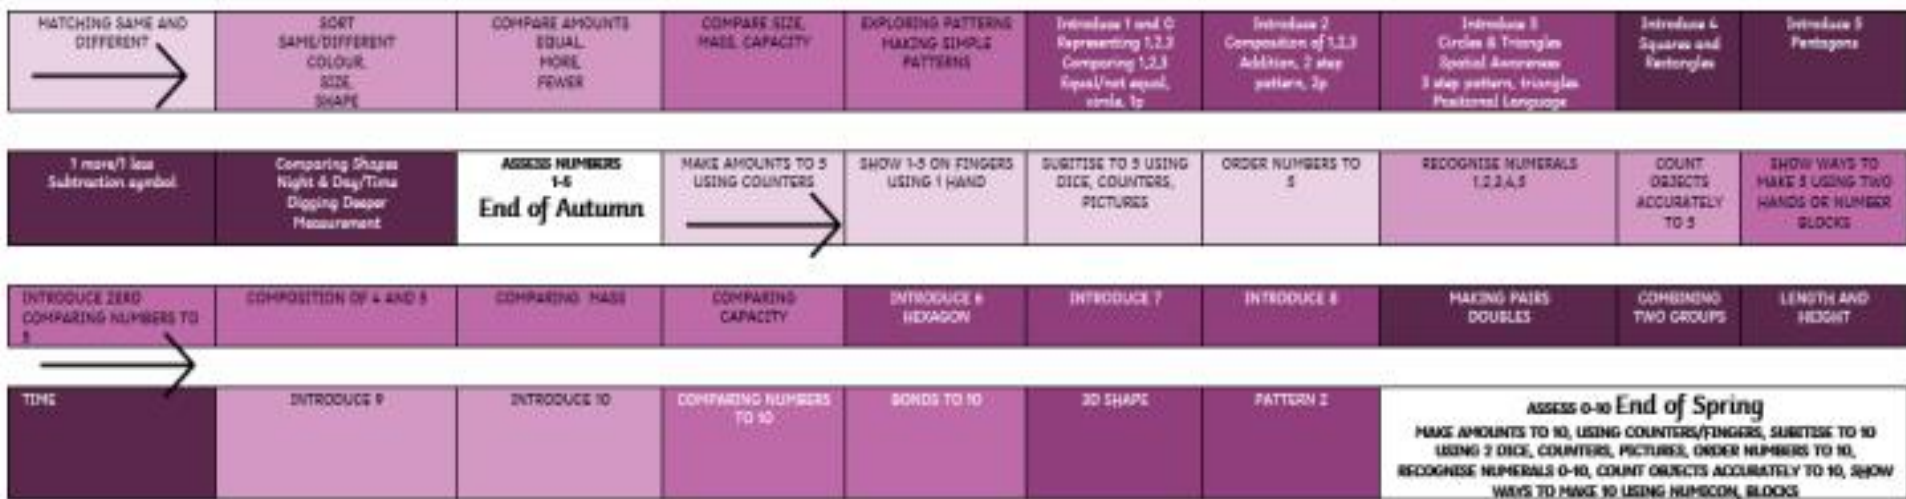 MATCHING SAME AND
DIFFERENT
SORT
SAME/DIFFERENT
COLOUR,
SIZE,
SHAPE
COMPARE AMOUNTS
EQUAL,
MORE,
FEWER
COMPARE SIZE,
MASS, CAPACITY
EXPLORING PATTERNS
MAKING SIMPLE
PATTERNS
Introduce 1 and 0
Representing 1,2,3
Comparing 1,2,3
Equal/not equal,
circle, 1p
Introduce 2
Composition of 1,2,3
Addition, 2 step
pattern, 2p
Introduce 3
Circles & Triangles
Spatial Awareness
3 step pattern, triangles
Positional Language
Introduce 4
Squares and
Rectangles
Introduce 5
Pentagons
1 more/1 less
Subtraction symbol
Comparing Shapes
Night & Day/Time
Digging Deeper
Measurement
ASSESS NUMBERS
1-5
End of Autumn
MAKE AMOUNTS TO 5
USING COUNTERS
SHOW 1-5 ON FINGERS
USING 1 HAND
SUBITISE TO 5 USING
DICE, COUNTERS,
PICTURES
ORDER NUMBERS TO
5
RECOGNISE NUMERALS
1,2,3,4,5
COUNT
OBJECTS
ACCURATELY
TO 5
SHOW WAYS TO
MAKE 5 USING TWO
HANDS OR NUMBER
BLOCKS
INTRODUCE ZERO
COMPARING NUMBERS TO
5
COMPOSITION OF 4 AND 5
COMPARING MASS
COMPARING
CAPACITY
INTRODUCE 6
HEXAGON
INTRODUCE 7
INTRODUCE 8
MAKING PAIRS
DOUBLES
COMBINING
TWO GROUPS
LENGTH AND
HEIGHT
TIME
INTRODUCE 9
INTRODUCE 10
COMPARING NUMBERS
TO 10
BONDS TO 10
3D SHAPE
PATTERN 2
ASSESS 0-10 End of Spring
MAKE AMOUNTS TO 10, USING COUNTERS/FINGERS, SUBITISE TO 10
USING 2 DICE, COUNTERS, PICTURES, ORDER NUMBERS TO 10,
RECOGNISE NUMERALS 0-10, COUNT OBJECTS ACCURATELY TO 10, SHOW
WAYS TO MAKE 10 USING NUMICON, BLOCKS